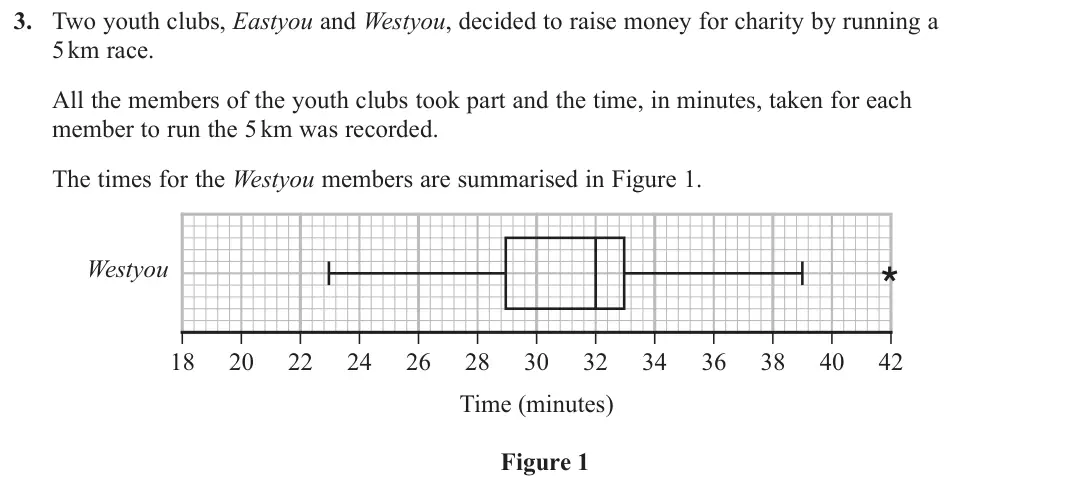 3. Two youth clubs, Eastyou and Westyou, decided to raise money for charity by running a
5 km race.
All the members of the youth clubs took part and the time, in minutes, taken for each
member to run the 5 km was recorded.
The times for the Westyou members are summarised in Figure 1.
Westyou
*
18 20 22 24 26 28 30 32 34 36 38 40 42
Time (minutes)
Figure 1